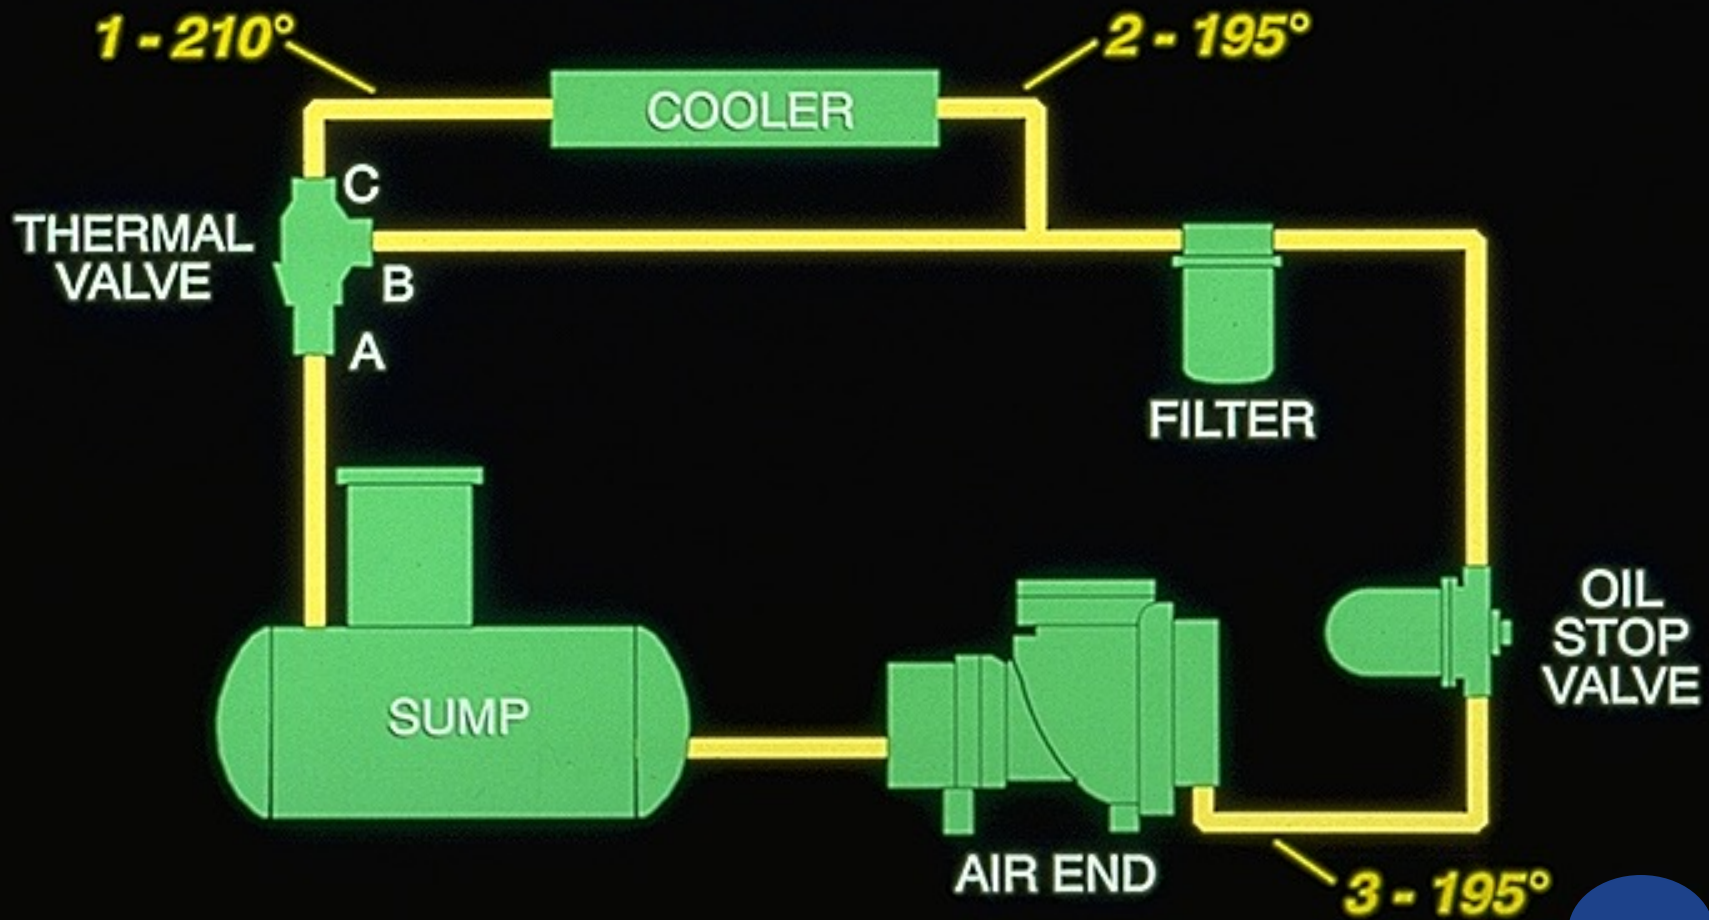 1 - 210°
2 - 195°
COOLER
C
THERMAL
VALVE
B
A
FILTER
OIL
STOP
VALVE
SUMP
AIR END
3 - 195°